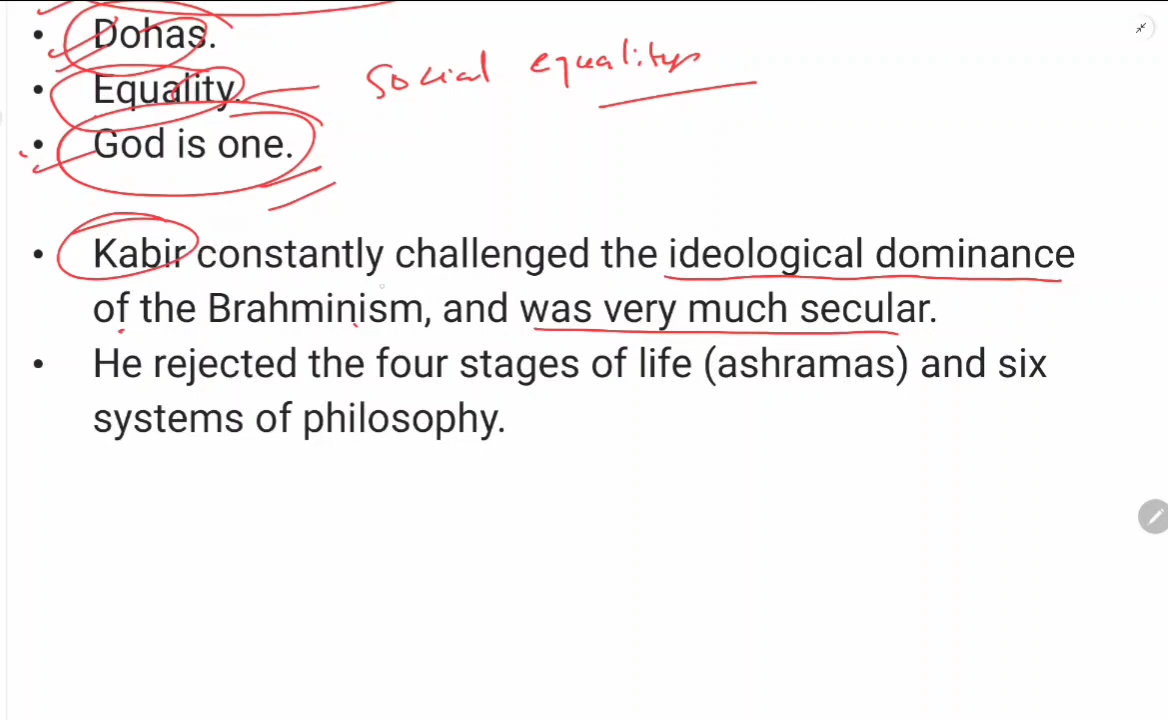 • Dohas.
• Equality. social equality
• God is one.
• Kabir constantly challenged the ideological dominance
of the Brahminism, and was very much secular.
• He rejected the four stages of life (ashramas) and six
systems of philosophy.